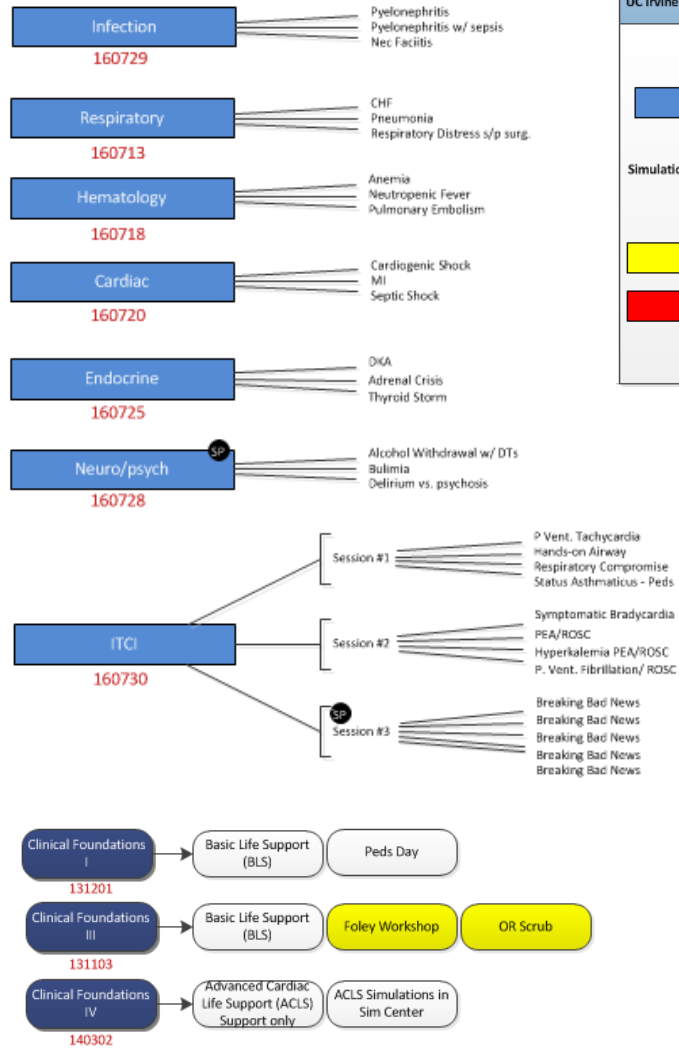 UC Irvine
Infection
160729
Pyelonephritis
Pyelonephritis w/ sepsis
Nec Faciitis
Respiratory
160713
CHF
Pneumonia
Respiratory Distress s/p surg.
Simulatio
Hematology
160718
Anemia
Neutropenic Fever
Pulmonary Embolism
Cardiac
160720
Cardiogenic Shock
MI
Septic Shock
Endocrine
160725
DKA
Adrenal Crisis
Thyroid Storm
SP
Neuro/psych
160728
Alcohol Withdrawal w/ DTs
Bulimia
Delirium vs. psychosis
ITCI
160730
Session #1
P Vent. Tachycardia
Hands-on Airway
Respiratory Compromise
Status Asthmaticus - Peds
Session #2
Symptomatic Bradycardia
PEA/ROSC
Hyperkalemia PEA/ROSC
P. Vent. Fibrillation/ ROSC
SP
Session #3
Breaking Bad News
Breaking Bad News
Breaking Bad News
Breaking Bad News
Breaking Bad News
Clinical Foundations
I
131201
Basic Life Support
(BLS)
Peds Day
Clinical Foundations
III
131103
Basic Life Support
(BLS)
Foley Workshop
OR Scrub
Clinical Foundations
IV
140302
Advanced Cardiac
Life Support (ACLS)
Support only
ACLS Simulations in
Sim Center